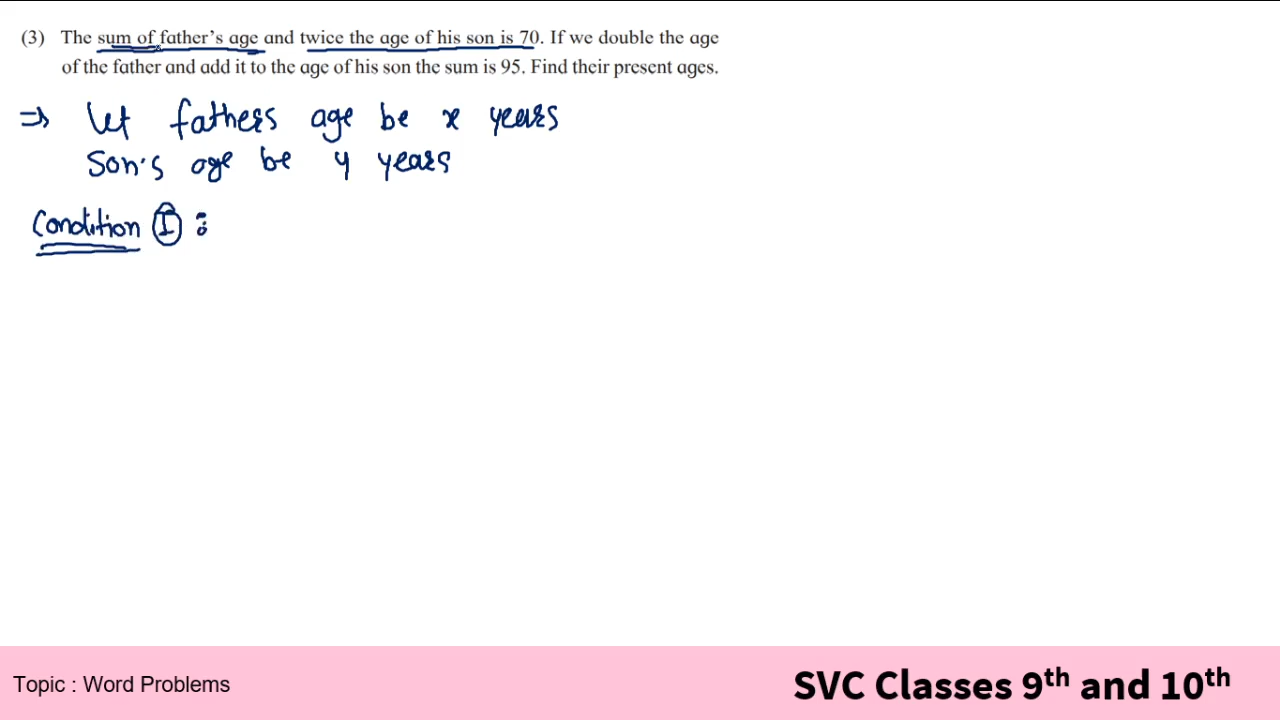 (3) The sum of father's age and twice the age of his son is 70. If we double the age
of the father and add it to the age of his son the sum is 95. Find their present ages.
⇒ Let fathers age be x years
Son's age be y years
Condition (I) :
Topic : Word Problems
SVC Classes 9th and 10th